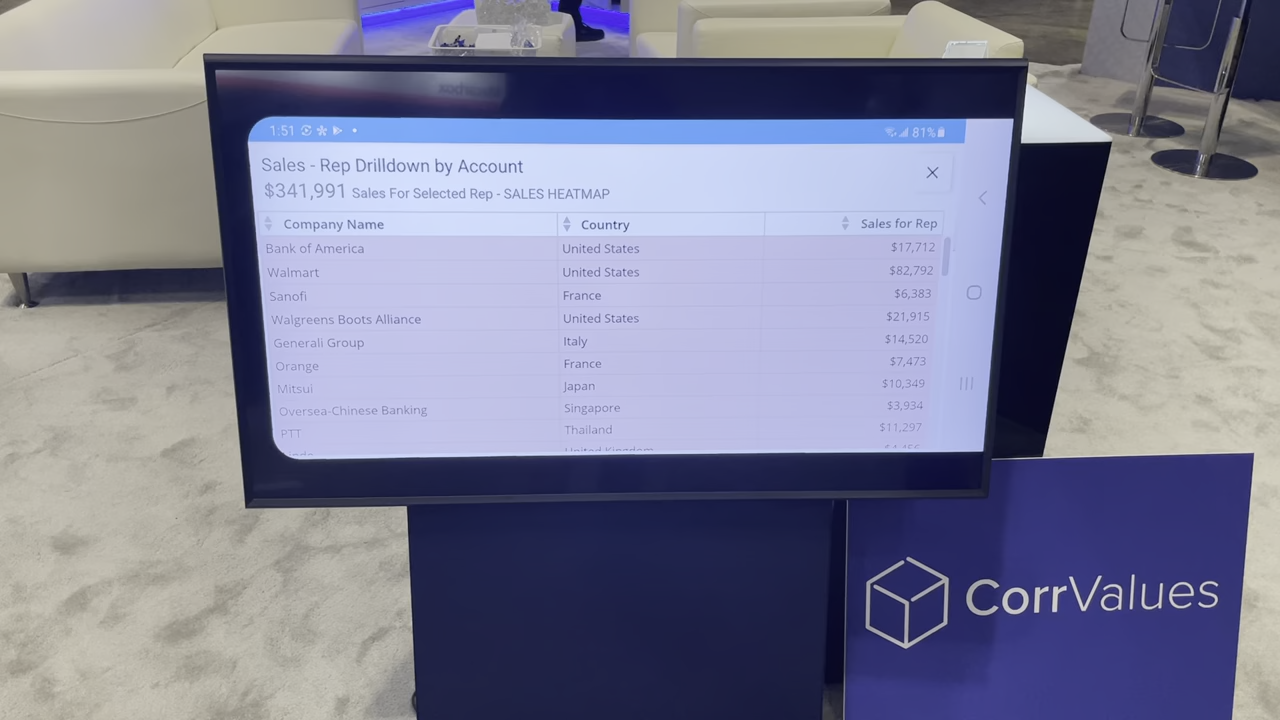 1:51
81%
Sales - Rep Drilldown by Account
$341,991 Sales For Selected Rep - SALES HEATMAP
Company Name Country Sales for Rep
Bank of America United States $17,712
Walmart United States $82,792
Sanofi France $6,383
Walgreens Boots Alliance United States $21,915
Generali Group Italy $14,520
Orange France $7,473
Mitsui Japan $10,349
Oversea-Chinese Banking Singapore $3,934
PTT Thailand $11,297
United Kingdom
CorrValues